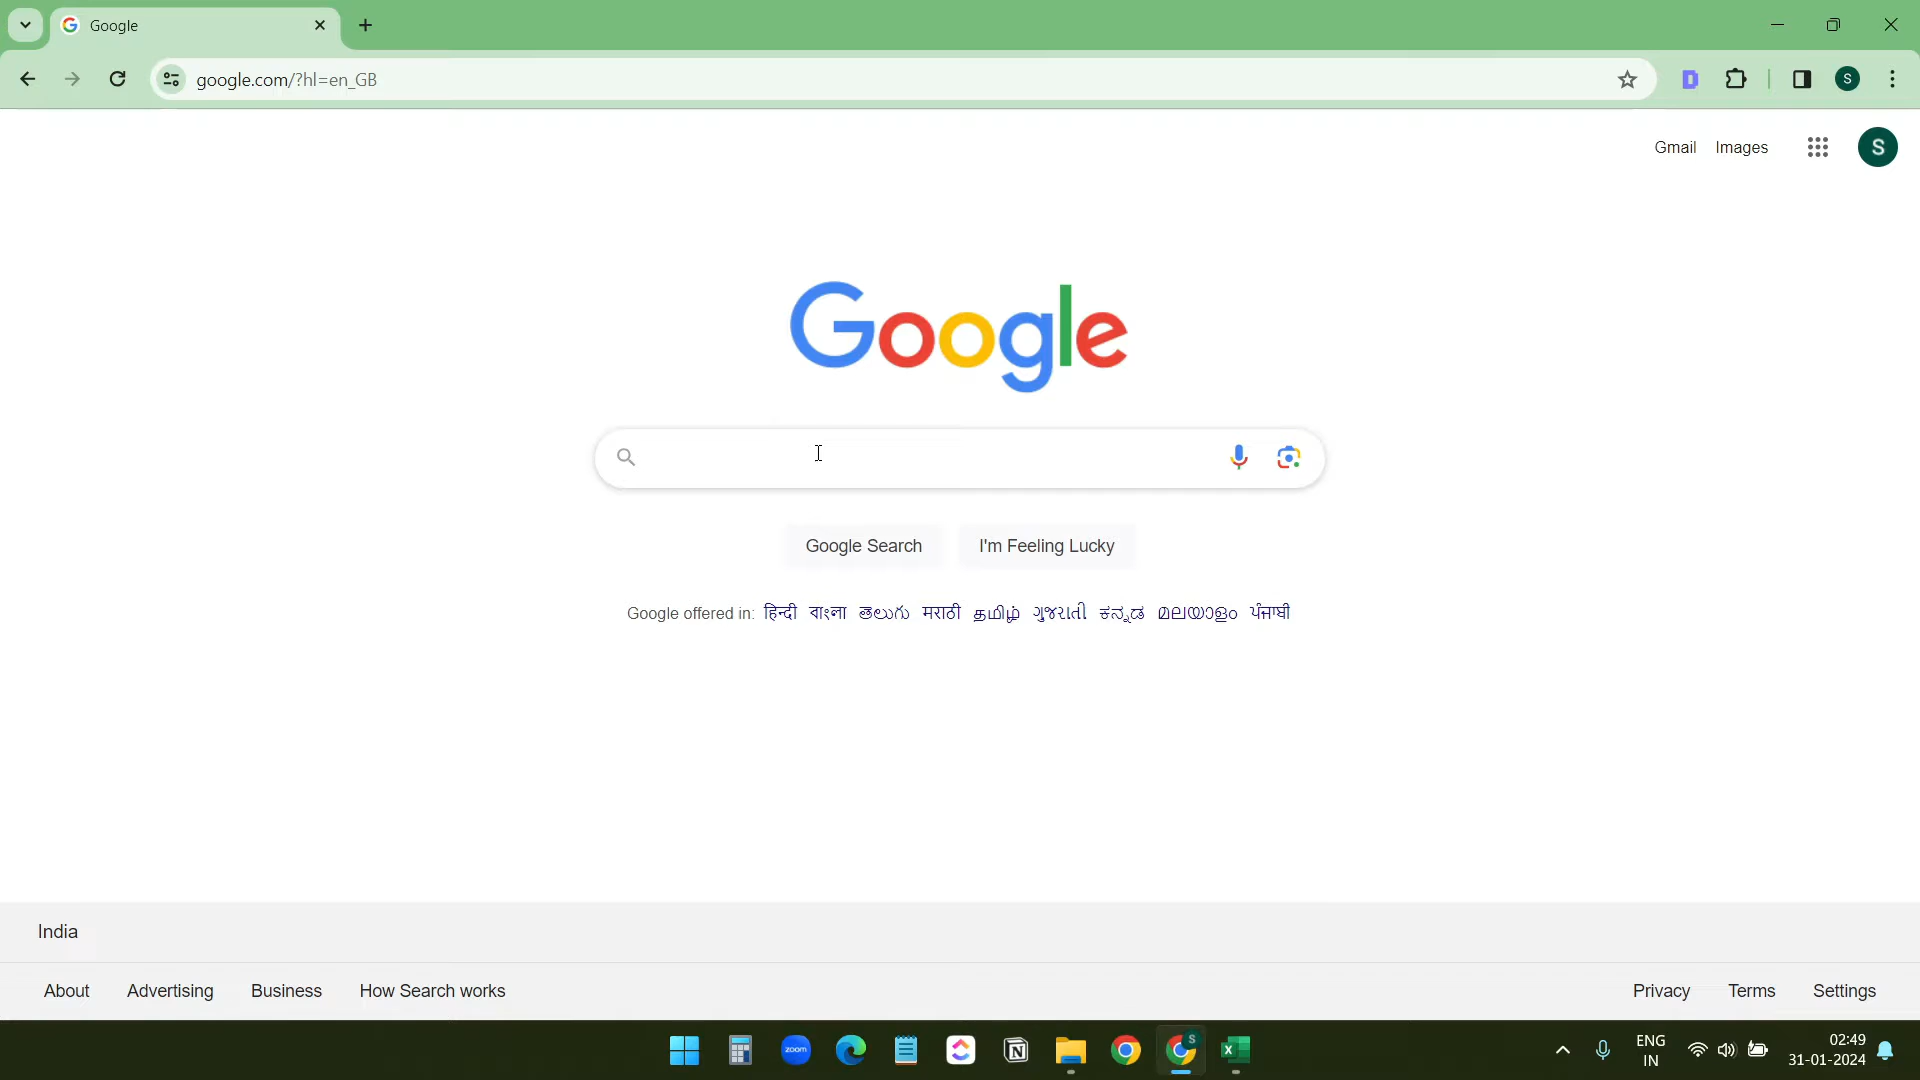 Google
google.com/?hl=en_GB
S
Gmail Images
S
Google
Google Search I'm Feeling Lucky
Google offered in: हिन्दी বাংলা తెలుగు मराठी தமிழ் ગુજરાતી ಕನ್ನಡ മലയാളം ਪੰਜਾਬੀ
India
About Advertising Business How Search works Privacy Terms Settings
zoom
S
ENG
IN
02:49
31-01-2024